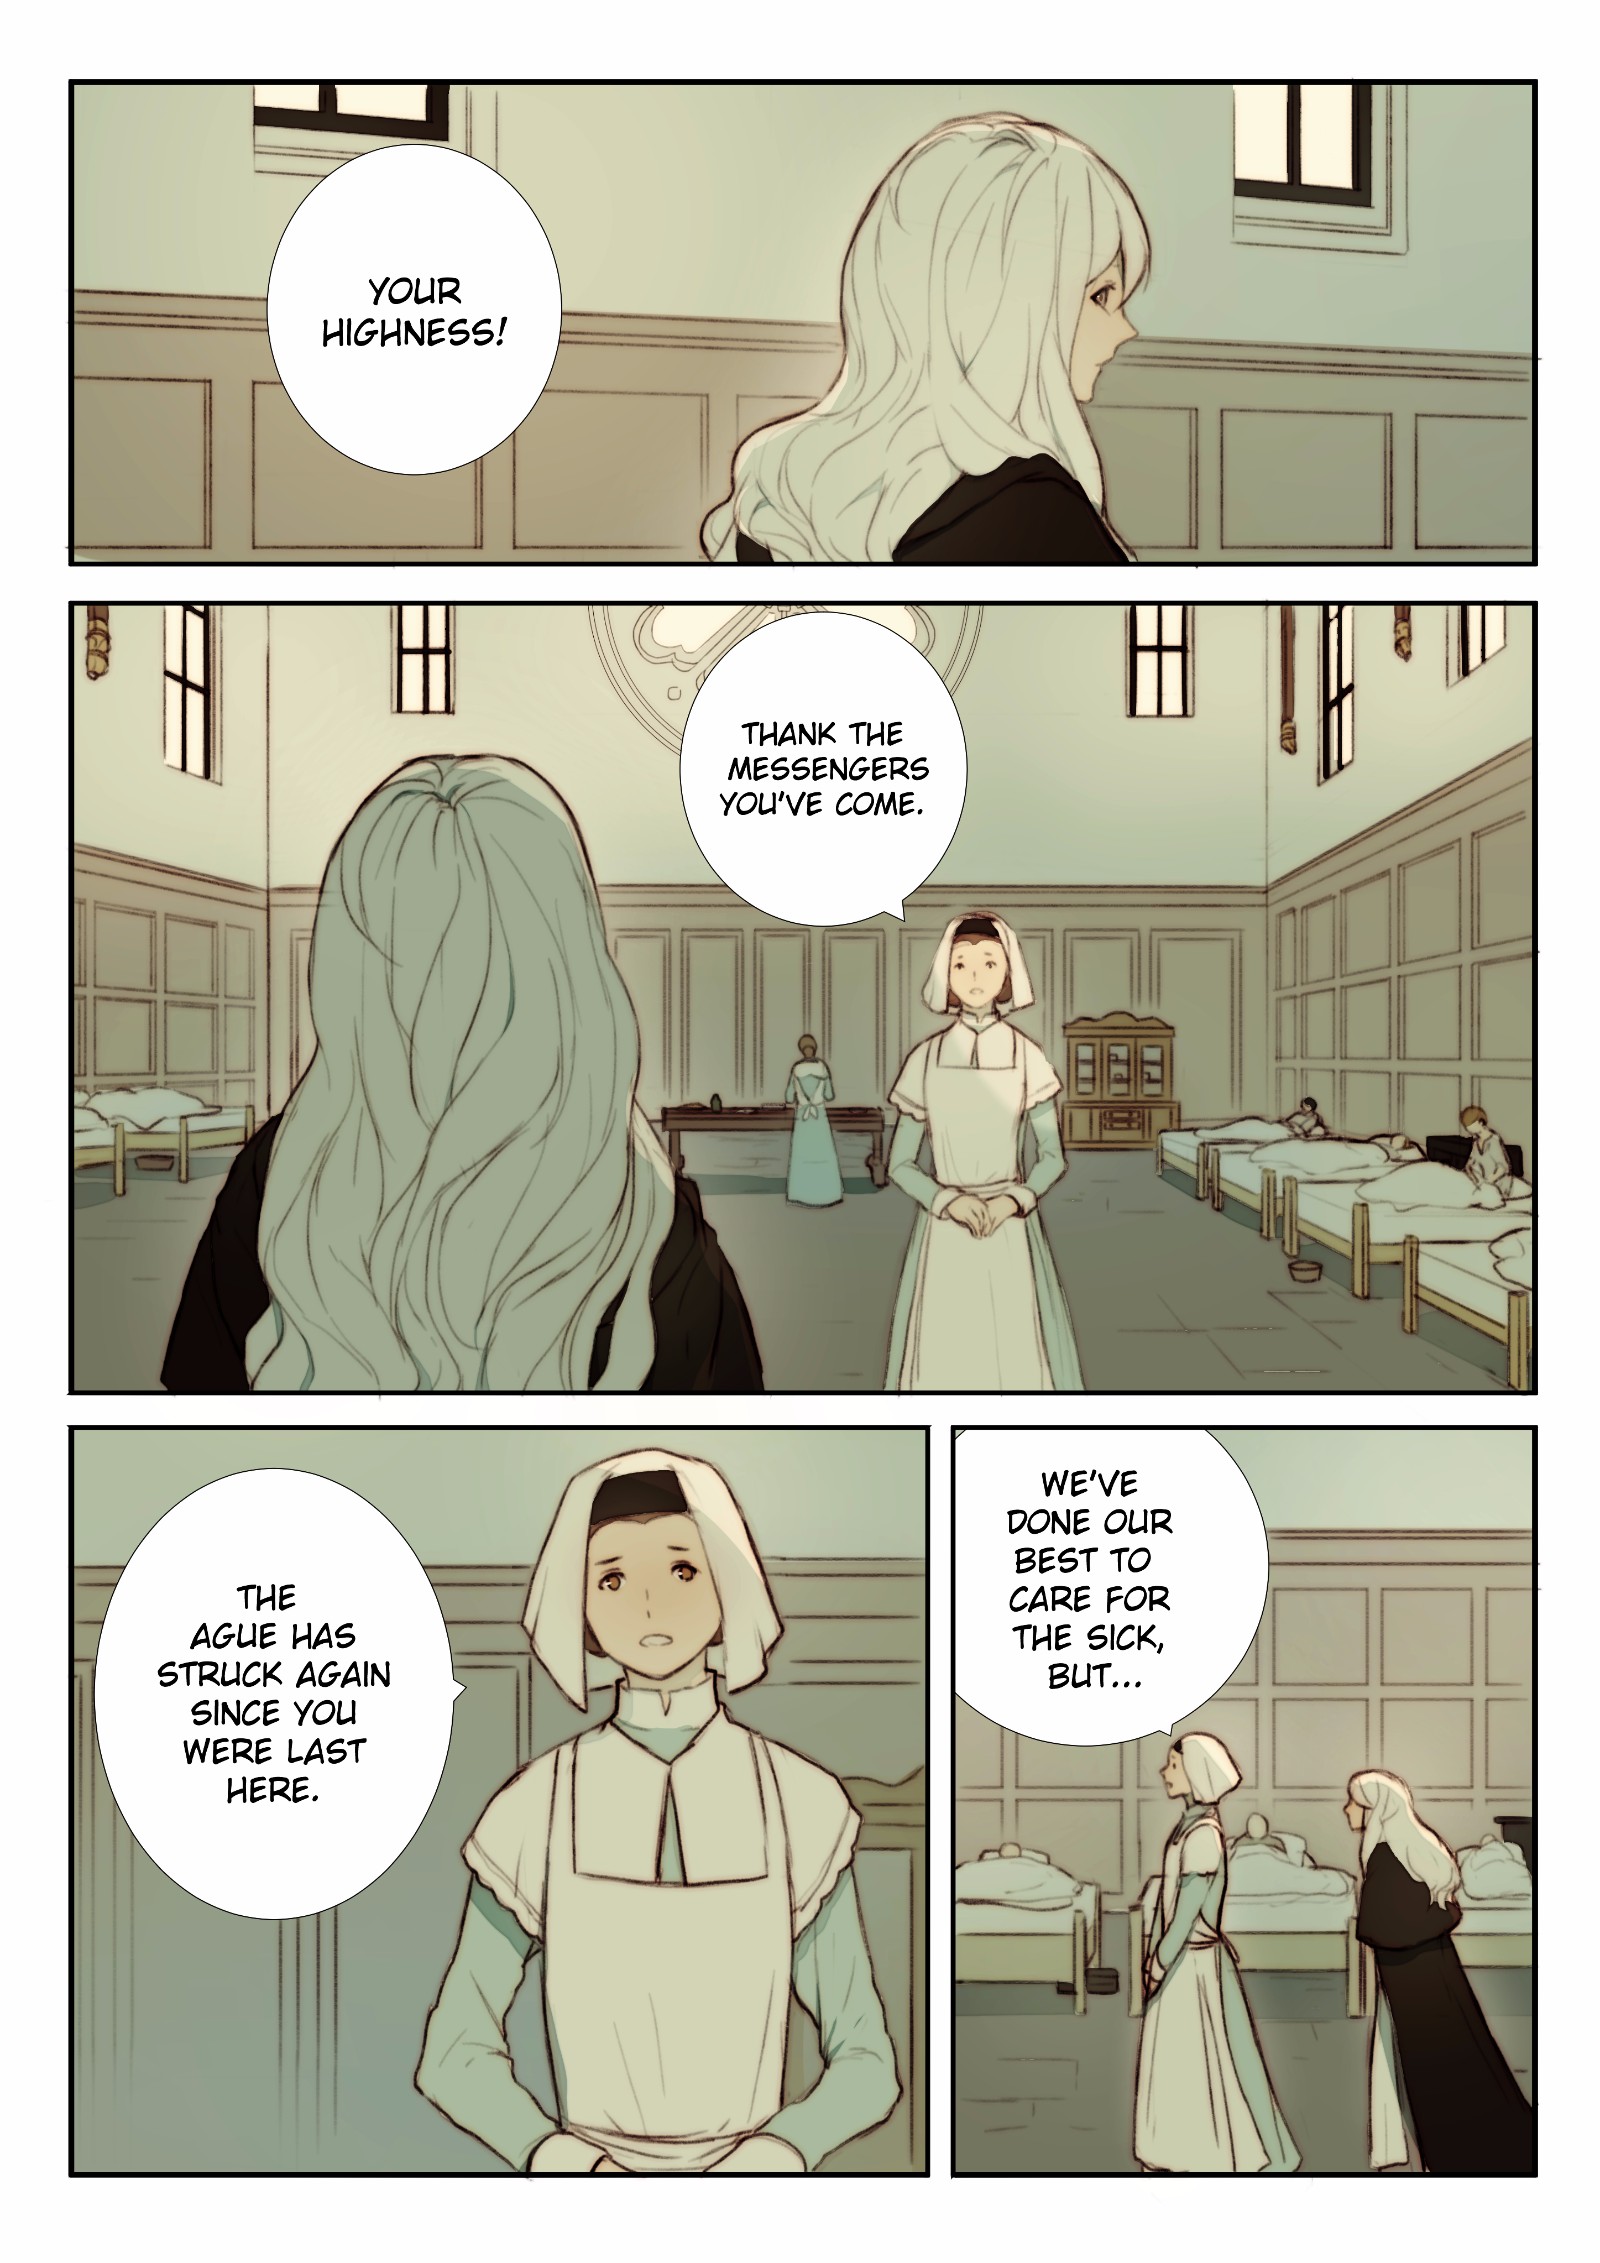 YOUR
HIGHNESS!
THANK THE
MESSENGERS
YOU'VE COME.
THE
AGUE HAS
STRUCK AGAIN
SINCE YOU
WERE LAST
HERE.
WE'VE
DONE OUR
BEST TO
CARE FOR
THE SICK,
BUT...